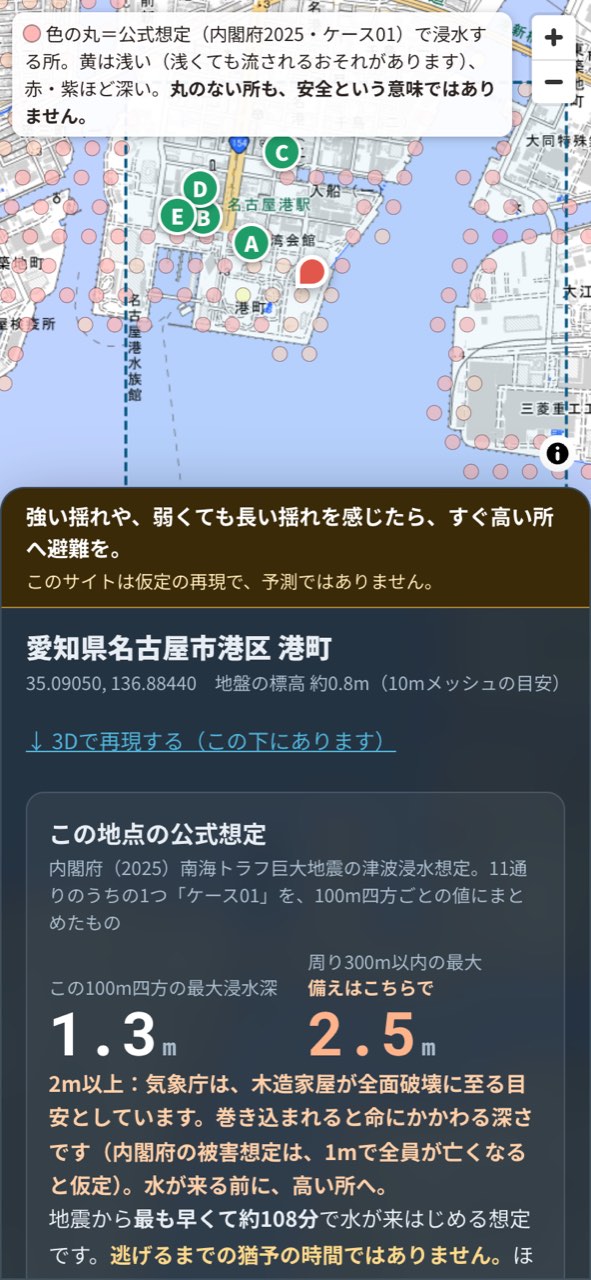 色の丸＝公式想定（内閣府2025・ケース01）で浸水す
る所。黄は浅い（浅くても流されるおそれがあります）、
赤・紫ほど深い。丸のない所も、安全という意味ではあり
ません。
+
−
154
C
D
E
B
A
大同特殊
入船
名古屋港駅
湾会館
築地町
港町
大江
名古屋港水族館
三菱重工
i
強い揺れや、弱くても長い揺れを感じたら、すぐ高い所
へ避難を。
このサイトは仮定の再現で、予測ではありません。
愛知県名古屋市港区 港町
35.09050, 136.88440　地盤の標高 約0.8m（10mメッシュの目安）
↓ 3Dで再現する（この下にあります）
この地点の公式想定
内閣府（2025）南海トラフ巨大地震の津波浸水想定。11通
りのうちの1つ「ケース01」を、100m四方ごとの値にまと
めたもの
この100m四方の最大浸水深
1.3m
周り300m以内の最大
備えはこちらで
2.5m
2m以上：気象庁は、木造家屋が全面破壊に至る目
安としています。巻き込まれると命にかかわる深さ
です（内閣府の被害想定は、1mで全員が亡くなる
と仮定）。水が来る前に、高い所へ。
地震から最も早くて約108分で水が来はじめる想定
です。逃げるまでの猶予の時間ではありません。ほ